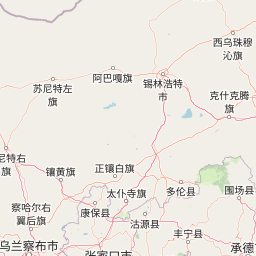 西乌珠穆
沁旗
阿巴嘎旗
锡林浩特
市
苏尼特左
旗
克什克腾
旗
尼特右
旗
镶黄旗
正镶白旗
太仆寺旗
多伦县
围场县
察哈尔右
翼后旗
康保县
沽源县
丰宁县
乌兰察布市
张家口市
承德